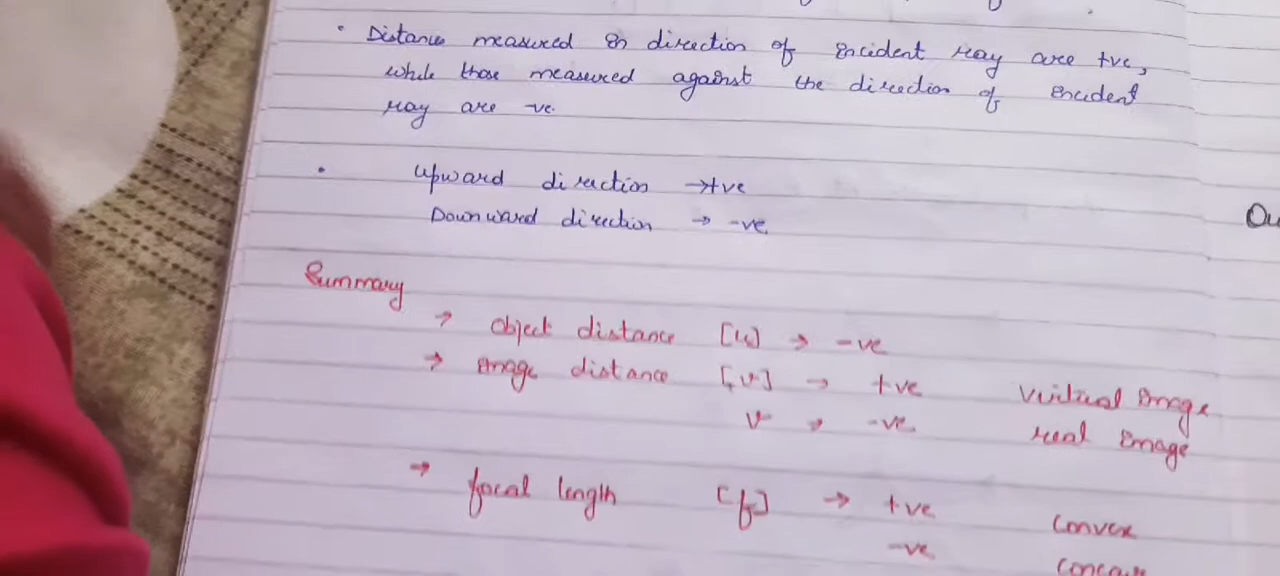 • Distances measured in direction of incident ray are +ve,
while those measured against the direction of incident
ray are -ve.
• Upward direction → +ve
Downward direction → -ve.
Summary
→ object distance [u] → -ve
→ Image distance [v] → +ve Virtual Image
v → -ve. real Image
→ focal length [f] → +ve Convex
-ve
Ou